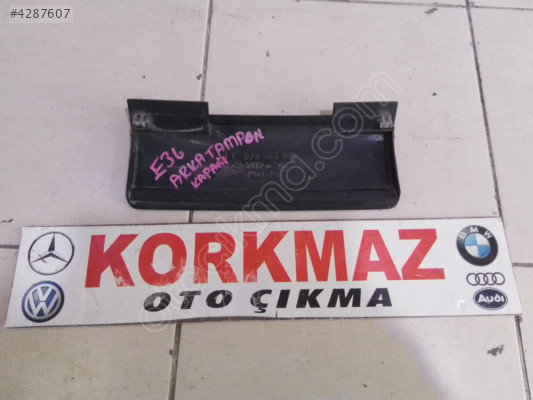 #4287607
E36
ARKA TAMPON
KAPAĞI
KORKMAZ
OTO ÇIKMA
BMW
Audi